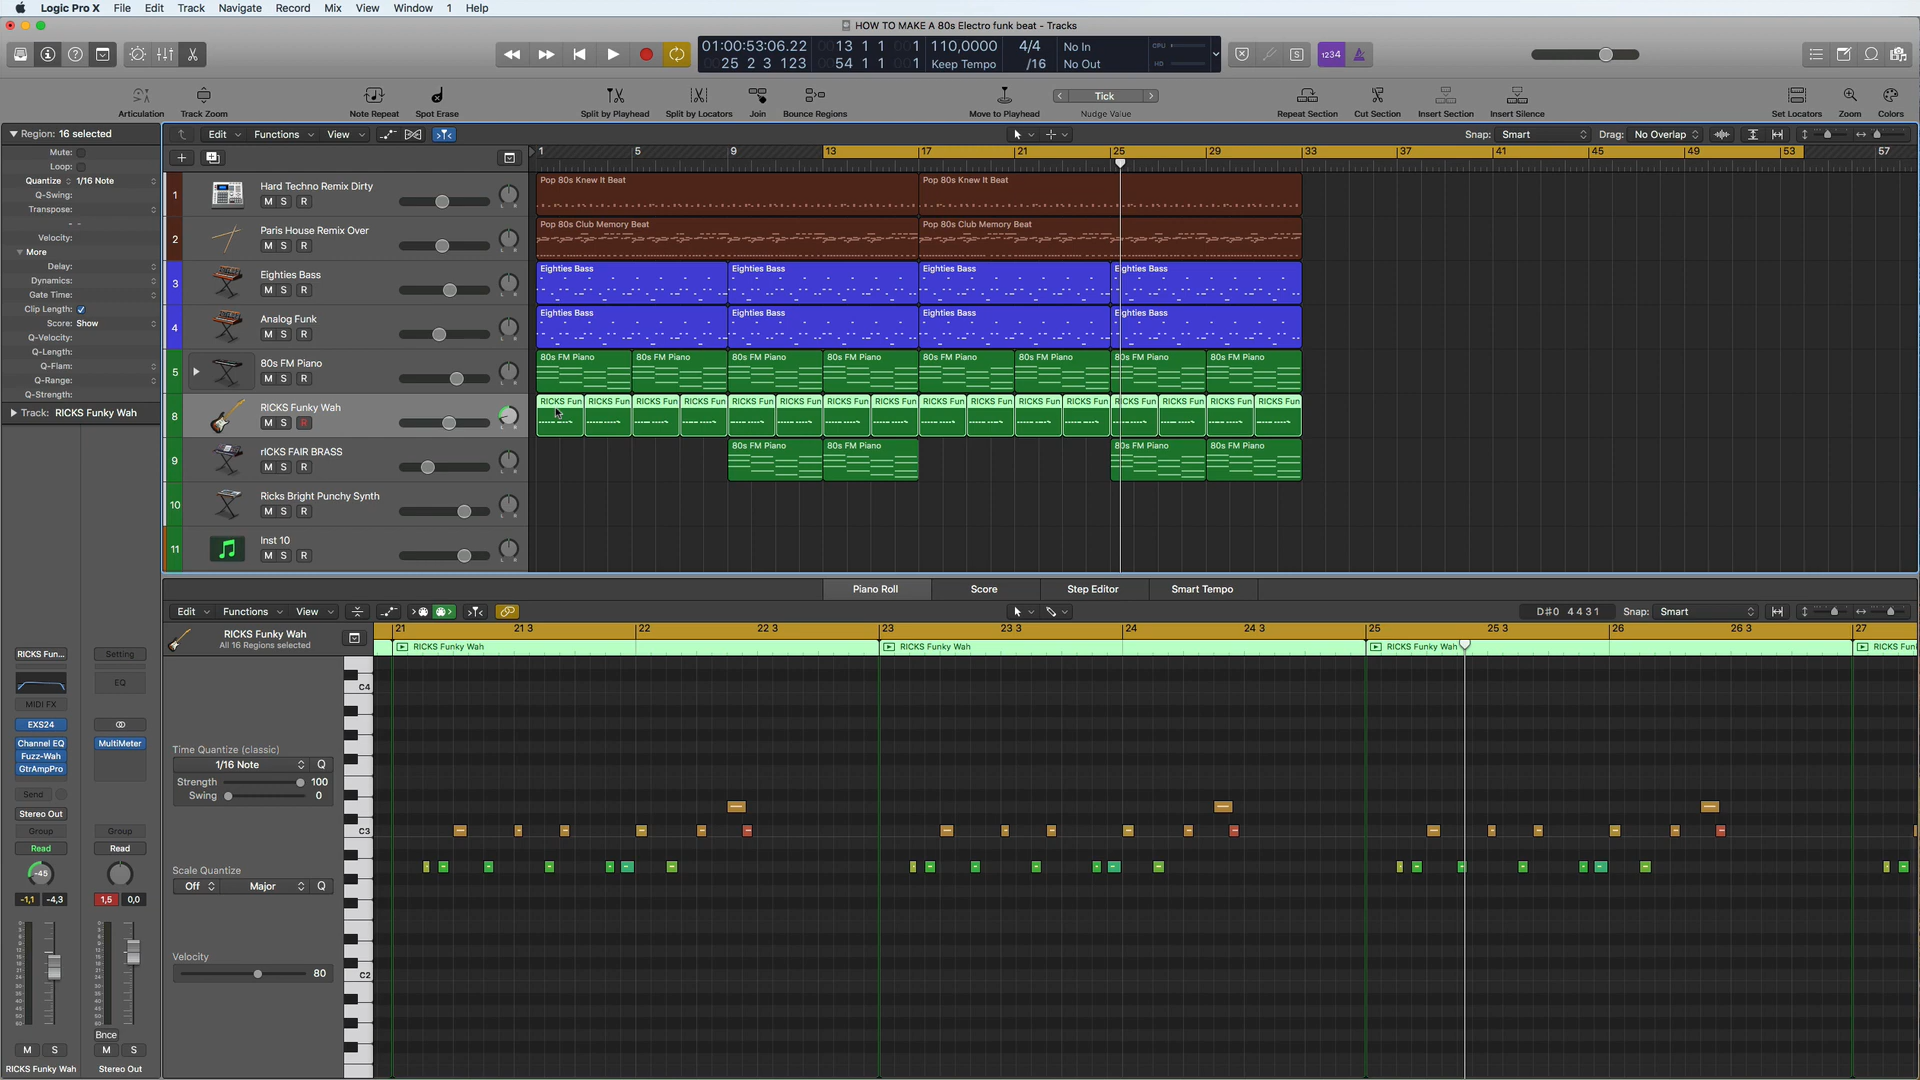 Logic Pro X File Edit Track Navigate Record Mix View Window 1 Help
HOW TO MAKE A 80s Electro funk beat - Tracks
01:00:53:06.22 0013 1 1 001 110,0000 4/4 No In CPU
0025 2 3 123 0054 1 1 001 Keep Tempo /16 No Out HD
1234
Tick
Articulation Track Zoom Note Repeat Spot Erase Split by Playhead Split by Locators Join Bounce Regions Move to Playhead Nudge Value Repeat Section Cut Section Insert Section Insert Silence Set Locators Zoom Colors
Region: 16 selected
Edit Functions View Snap: Smart Drag: No Overlap
Mute:
Loop:
Quantize 1/16 Note
Q-Swing:
Transpose:
Velocity:
More
Delay:
Dynamics:
Gate Time:
Clip Length:
Score: Show
Q-Velocity:
Q-Length:
Q-Flam:
Q-Range:
Q-Strength:
Track: RICKS Funky Wah
1 5 9 13 17 21 25 29 33 37 41 45 49 53 57
1 Hard Techno Remix Dirty
M S R
Pop 80s Knew It Beat Pop 80s Knew It Beat
2 Paris House Remix Over
M S R
Pop 80s Club Memory Beat Pop 80s Club Memory Beat
3 Eighties Bass
M S R
Eighties Bass Eighties Bass Eighties Bass Eighties Bass
4 Analog Funk
M S R
Eighties Bass Eighties Bass Eighties Bass Eighties Bass
5 80s FM Piano
M S R
80s FM Piano 80s FM Piano 80s FM Piano 80s FM Piano 80s FM Piano 80s FM Piano 80s FM Piano 80s FM Piano
8 RICKS Funky Wah
M S R
RICKS Fun RICKS Fun RICKS Fun RICKS Fun RICKS Fun RICKS Fun RICKS Fun RICKS Fun RICKS Fun RICKS Fun RICKS Fun RICKS Fun RICKS Fun RICKS Fun RICKS Fun RICKS Fun
9 rICKS FAIR BRASS
M S R
80s FM Piano 80s FM Piano 80s FM Piano 80s FM Piano
10 Ricks Bright Punchy Synth
M S R
11 Inst 10
M S R
Piano Roll Score Step Editor Smart Tempo
Edit Functions View D#0 4 4 3 1 Snap: Smart
RICKS Funky Wah
All 16 Regions selected
21 21 3 22 22 3 23 23 3 24 24 3 25 25 3 26 26 3 27
RICKS Funky Wah RICKS Funky Wah RICKS Funky Wah RICKS Fun
C4
C3
C2
Time Quantize (classic)
1/16 Note Q
Strength 100
Swing 0
Scale Quantize
Off Major Q
Velocity
80
RICKS Fun... Setting
EQ
MIDI FX
EXS24
Channel EQ MultiMeter
Fuzz-Wah
GtrAmpPro
Send
Stereo Out
Group Group
Read Read
-45
-1,1 -4,3 1,5 0,0
Bnce
M S M S
RICKS Funky Wah Stereo Out